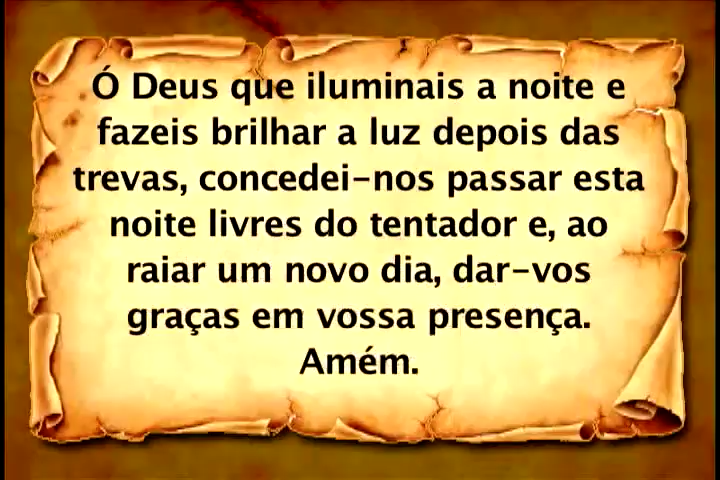 Ó Deus que iluminais a noite e
fazeis brilhar a luz depois das
trevas, concedei-nos passar esta
noite livres do tentador e, ao
raiar um novo dia, dar-vos
graças em vossa presença.
Amém.